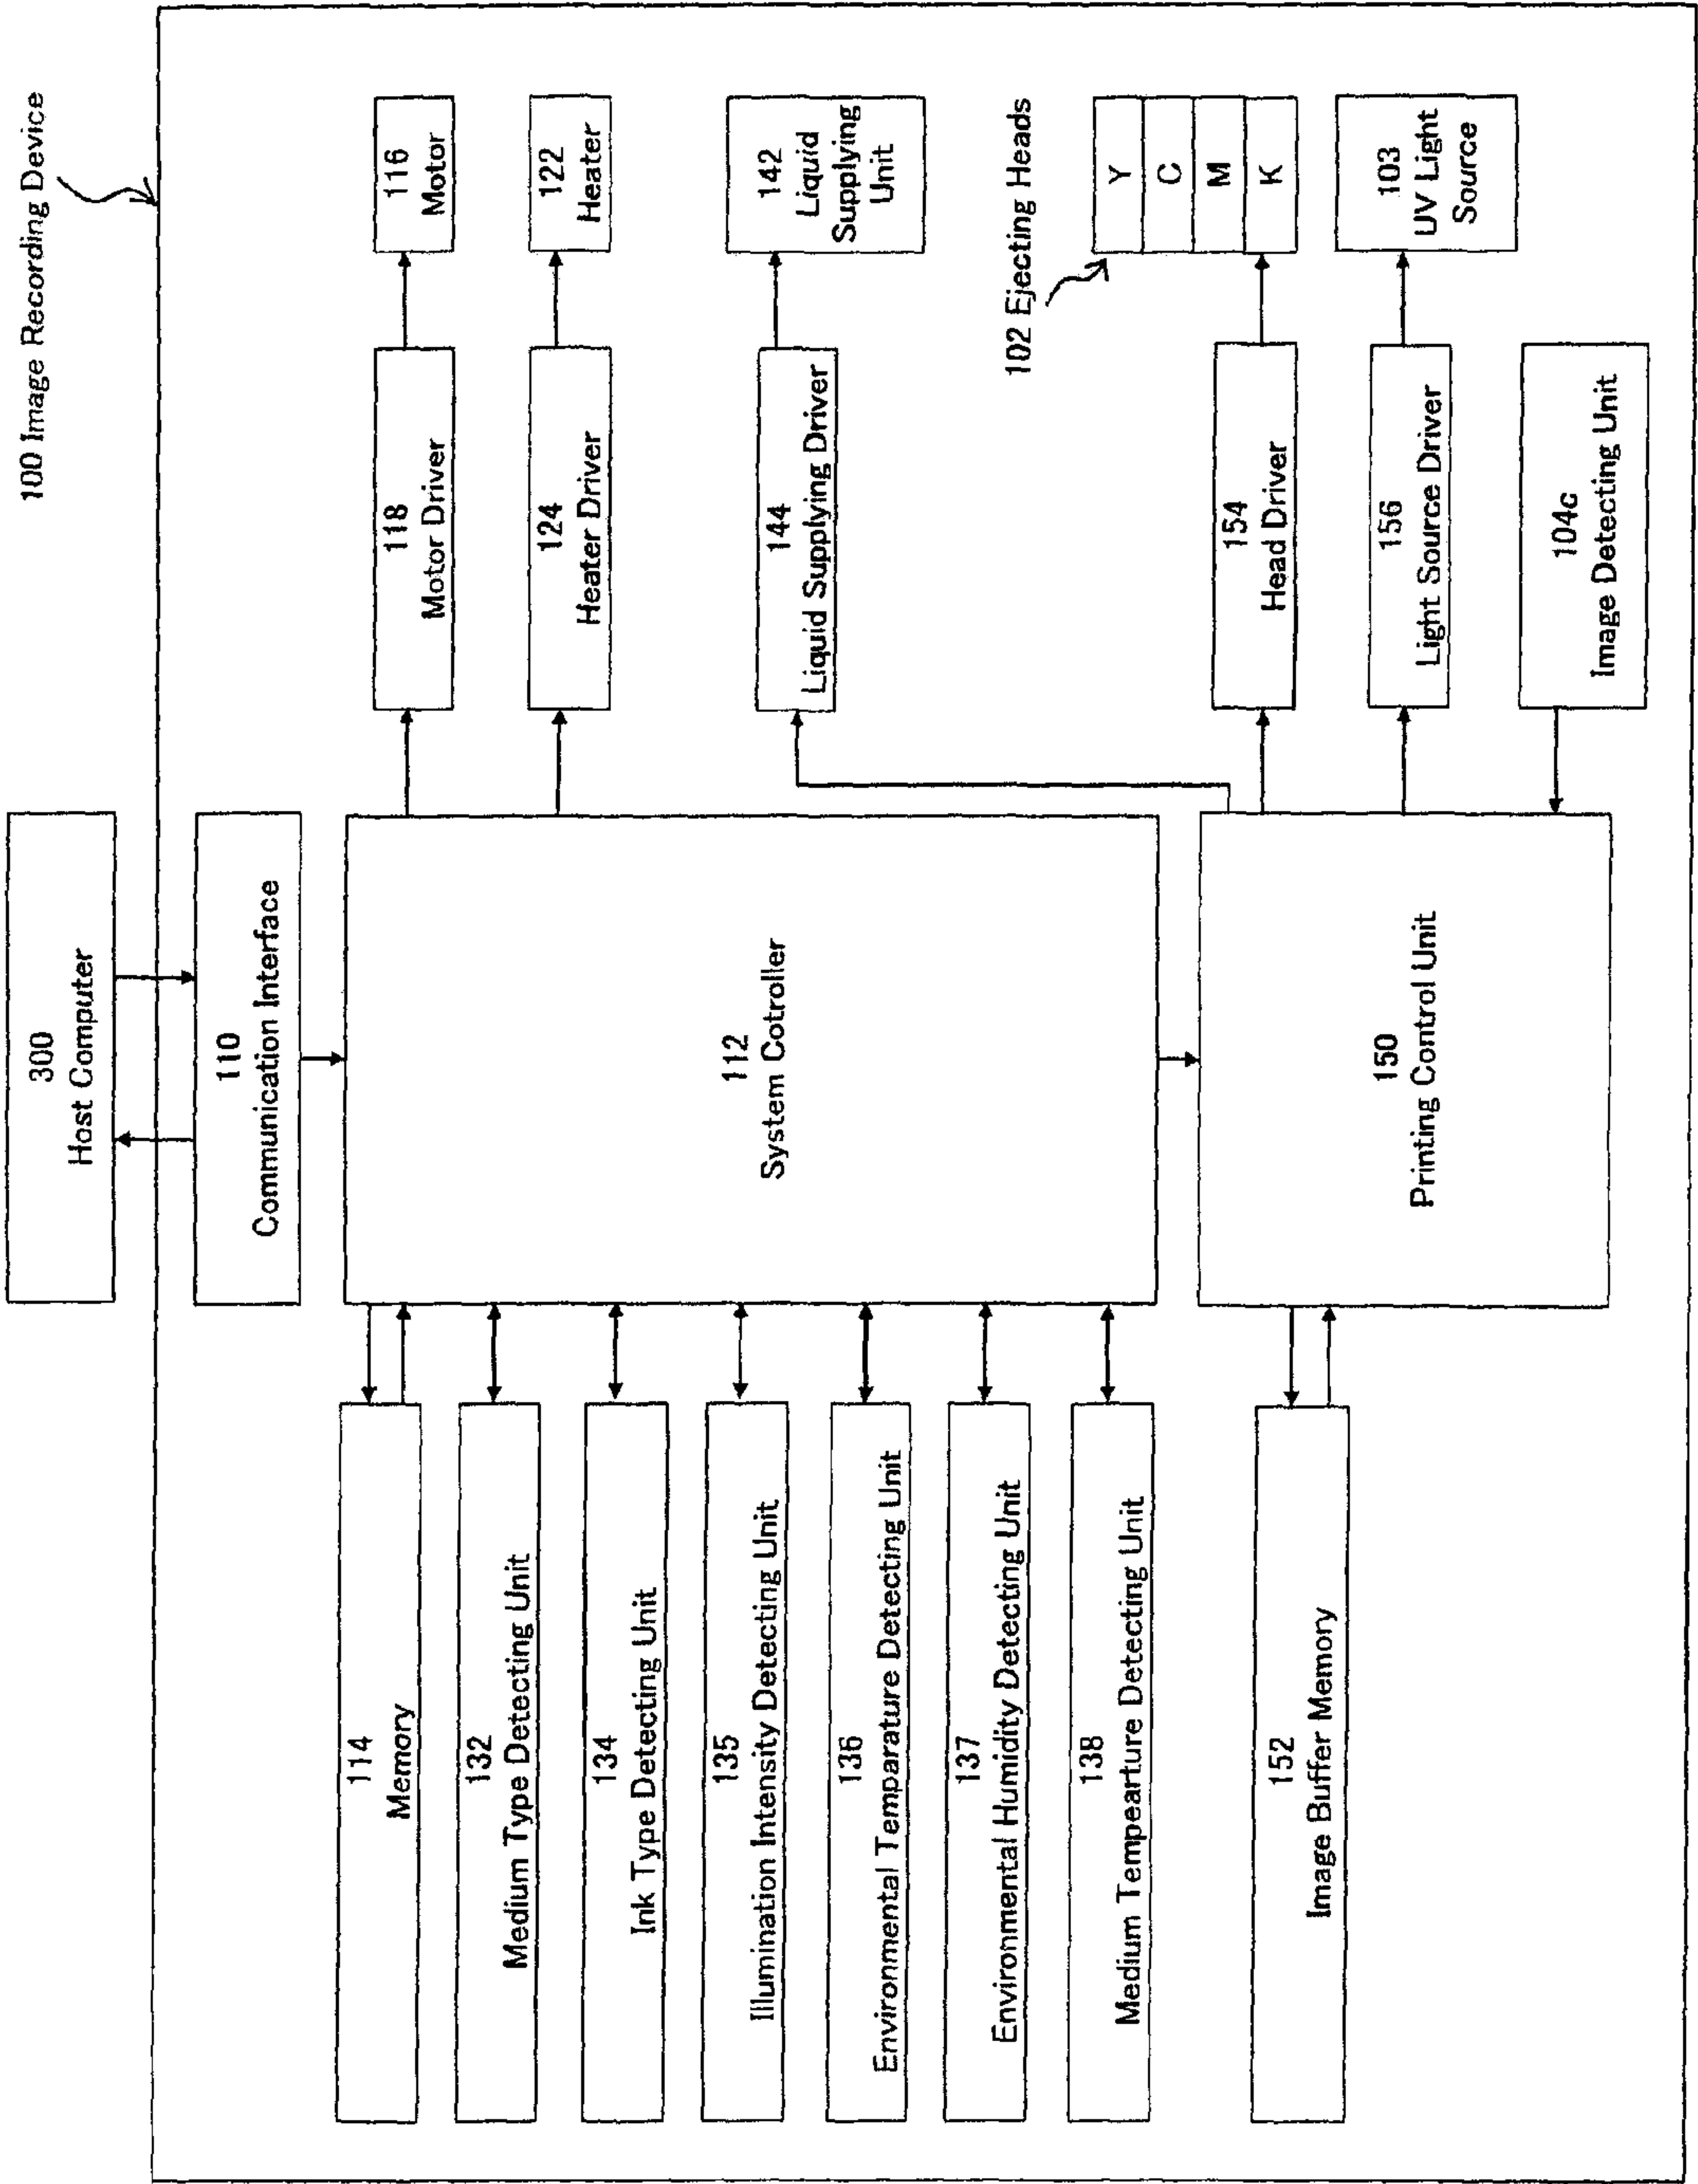 100 Image Recording Device
300
Host Computer
110
Communication Interface
114
Memory
132
Medium Type Detecting Unit
134
Ink Type Detecting Unit
135
Illumination Intensity Detecting Unit
136
Environmental Temparature Detecting Unit
137
Environmental Humidity Detecting Unit
138
Medium Tempearture Detecting Unit
152
Image Buffer Memory
112
System Cotroller
150
Printing Control Unit
118
Motor Driver
116
Motor
124
Heater Driver
122
Heater
144
Liquid Supplying Driver
142
Liquid
Supplying
Unit
102 Ejecting Heads
Y
C
M
K
154
Head Driver
156
Light Source Driver
103
UV Light
Source
104c
Image Detecting Unit